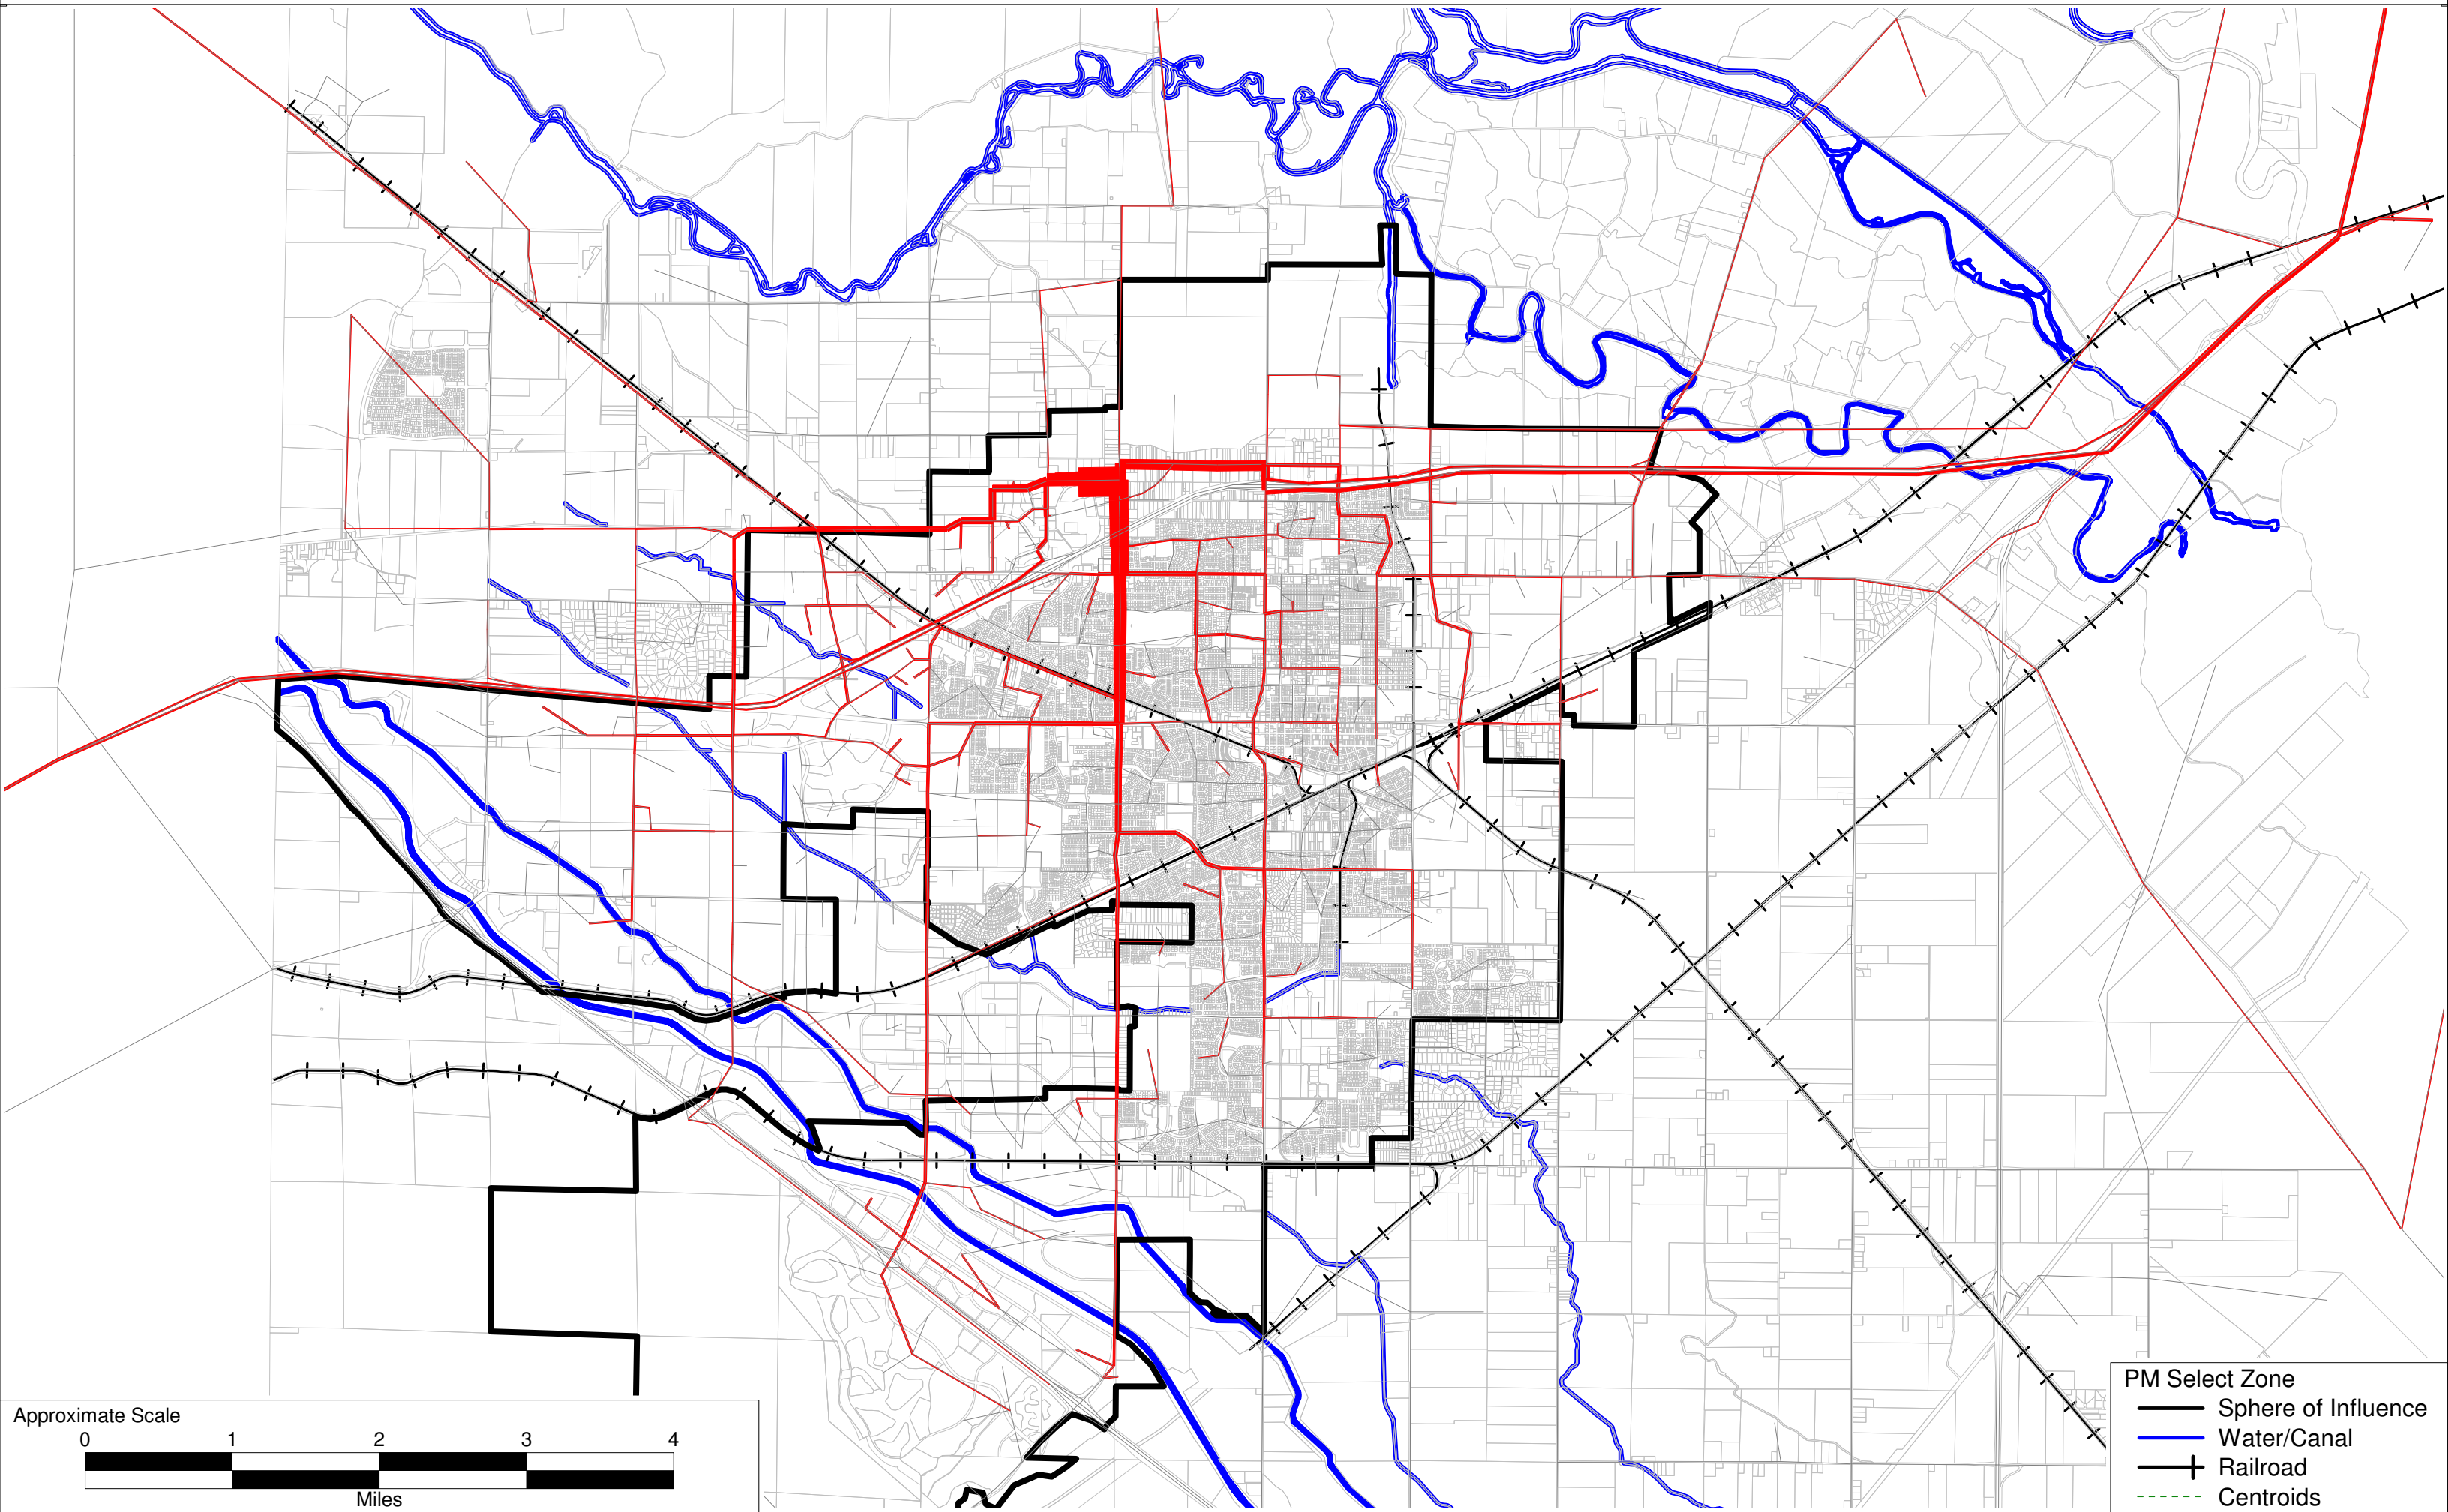 Approximate Scale
0 1 2 3 4
Miles
PM Select Zone
Sphere of Influence
Water/Canal
Railroad
Centroids